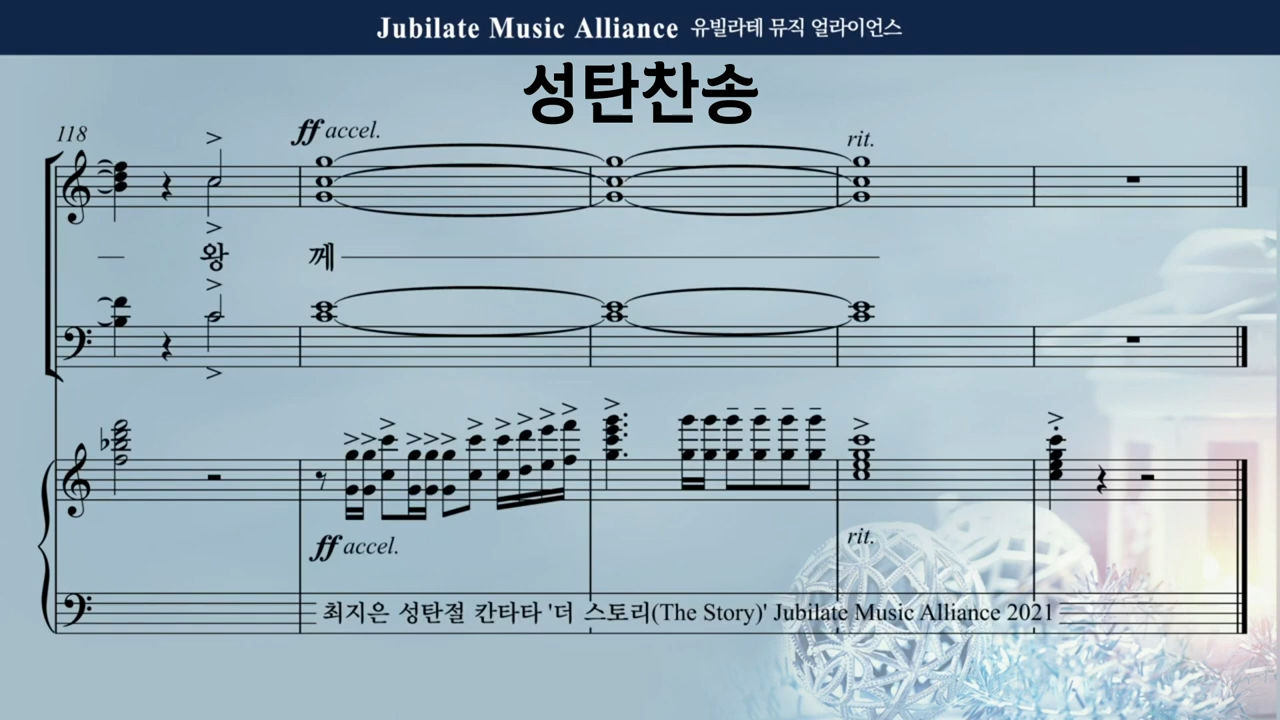 Jubilate Music Alliance 유빌라테 뮤직 얼라이언스
성탄찬송
118
ff accel.
rit.
왕 께
ff accel.
rit.
최지은 성탄절 칸타타 '더 스토리(The Story)' Jubilate Music Alliance 2021